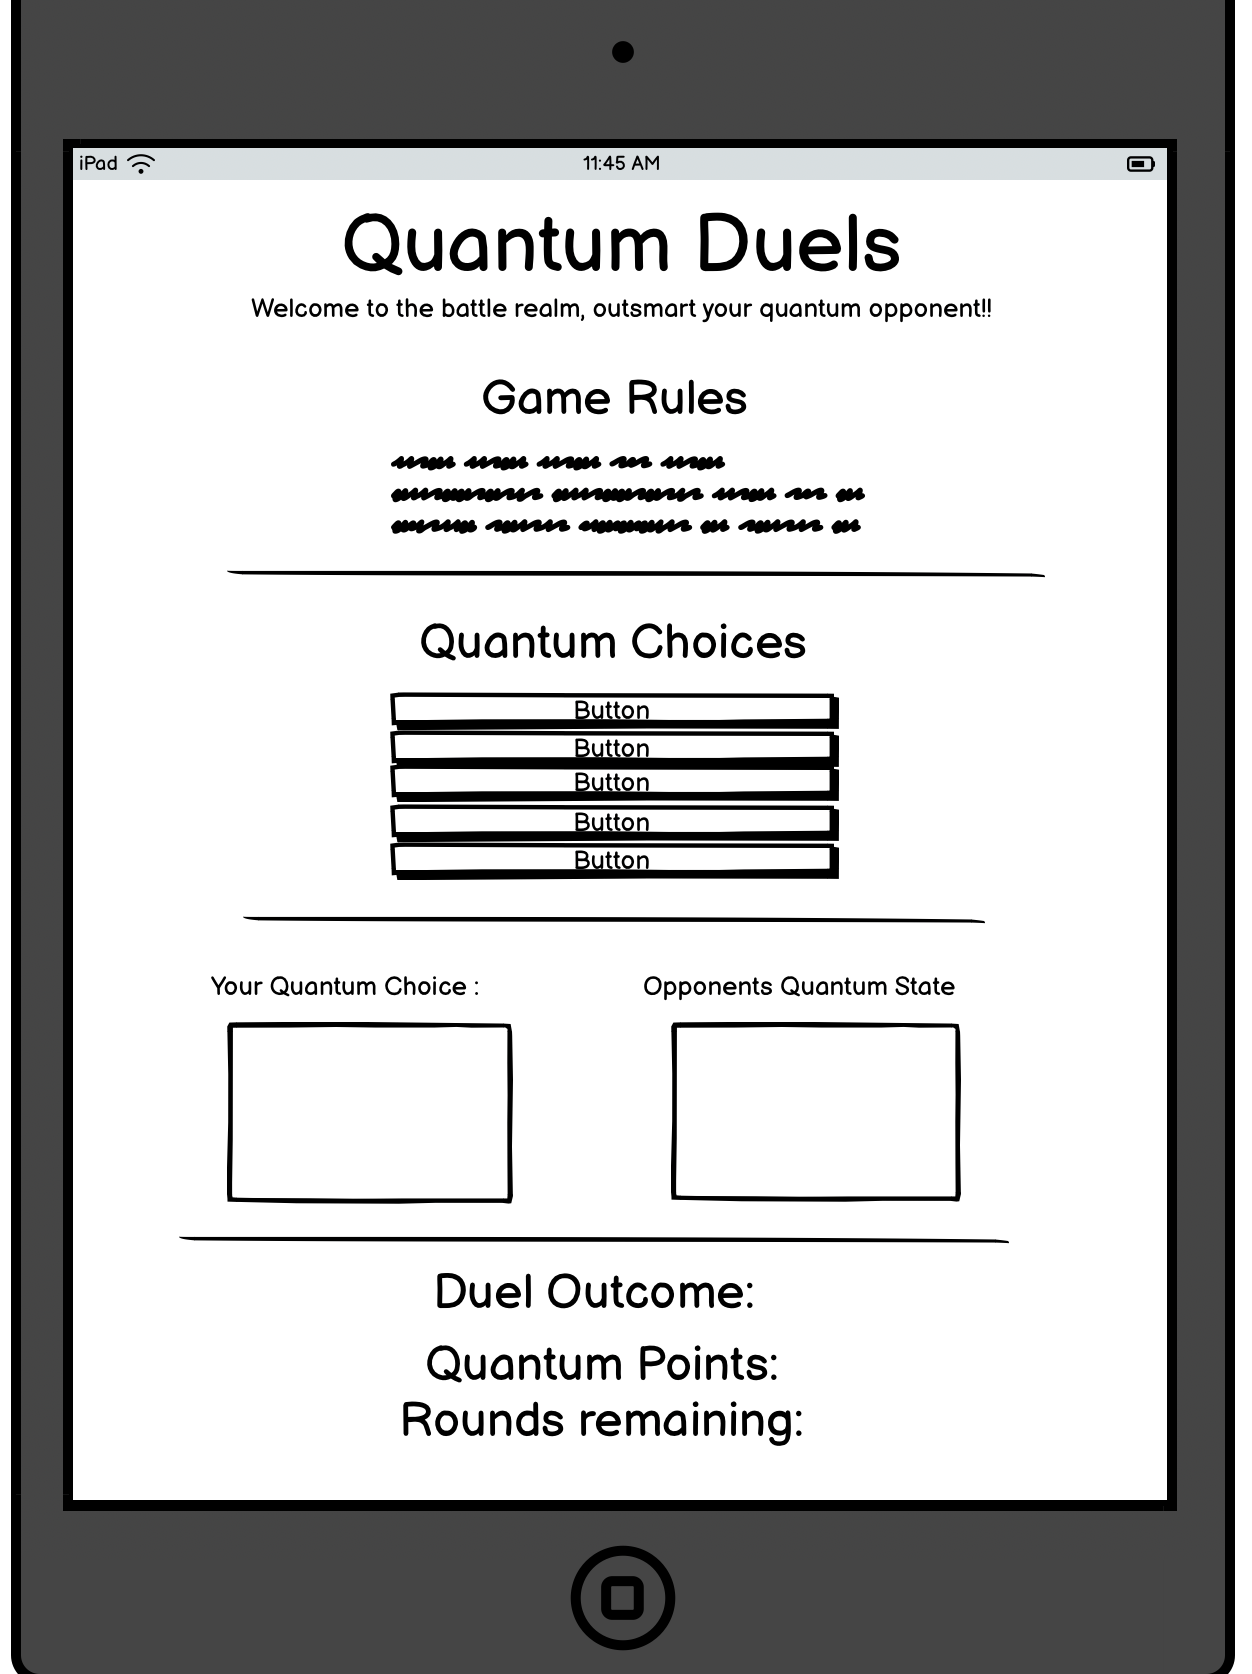 iPad
11:45 AM
Quantum Duels
Welcome to the battle realm, outsmart your quantum opponent!!
Game Rules
Quantum Choices
Button
Button
Button
Button
Button
Your Quantum Choice :
Opponents Quantum State
Duel Outcome:
Quantum Points:
Rounds remaining: